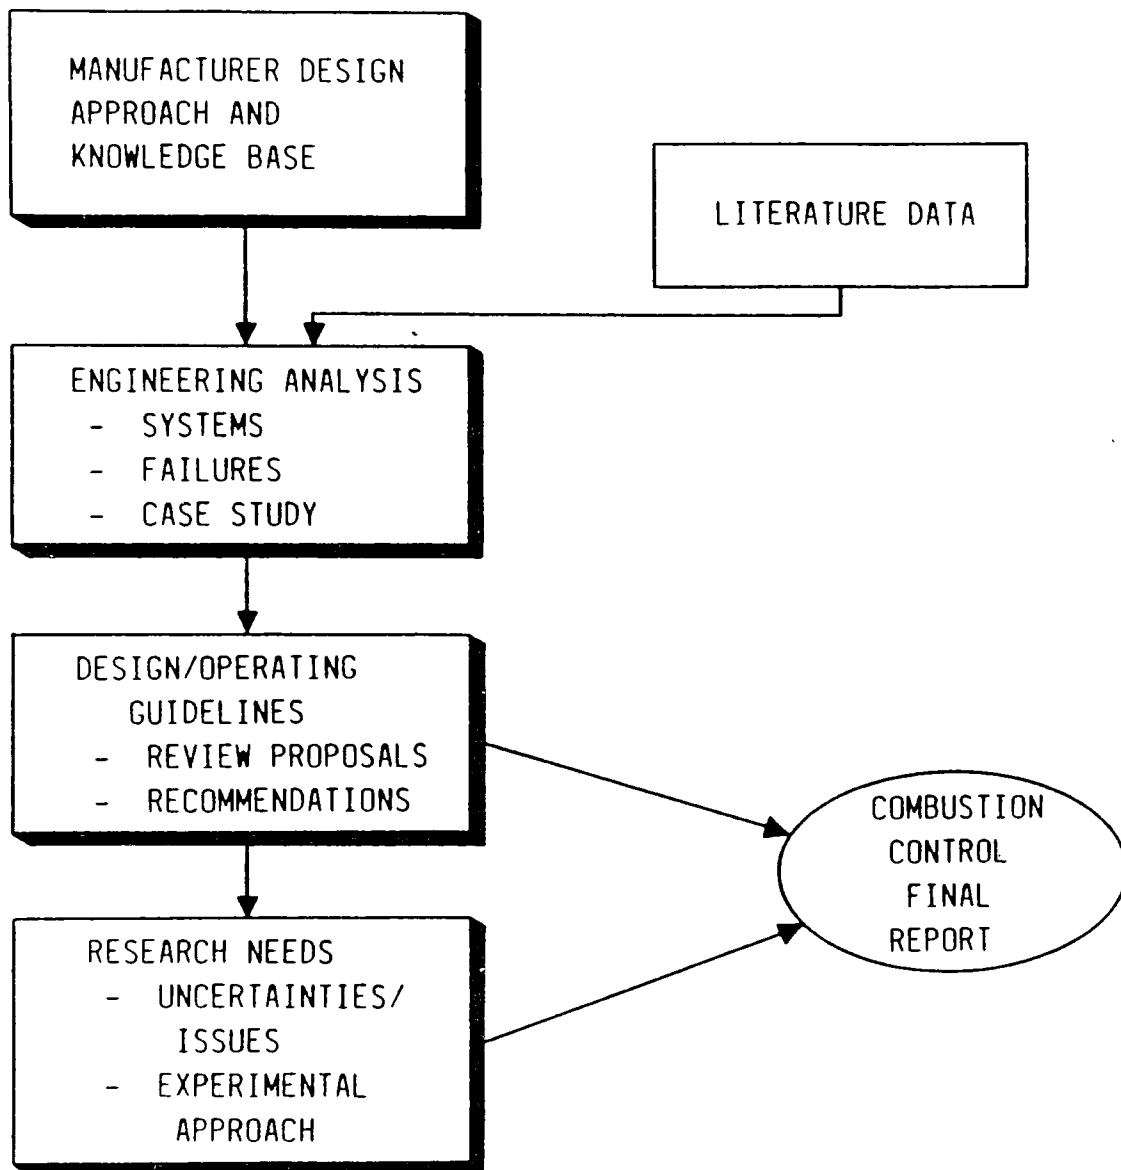 MANUFACTURER DESIGN
APPROACH AND
KNOWLEDGE BASE
LITERATURE DATA
ENGINEERING ANALYSIS
- SYSTEMS
- FAILURES
- CASE STUDY
DESIGN/OPERATING
GUIDELINES
- REVIEW PROPOSALS
- RECOMMENDATIONS
COMBUSTION
CONTROL
FINAL
REPORT
RESEARCH NEEDS
- UNCERTAINTIES/
ISSUES
- EXPERIMENTAL
APPROACH